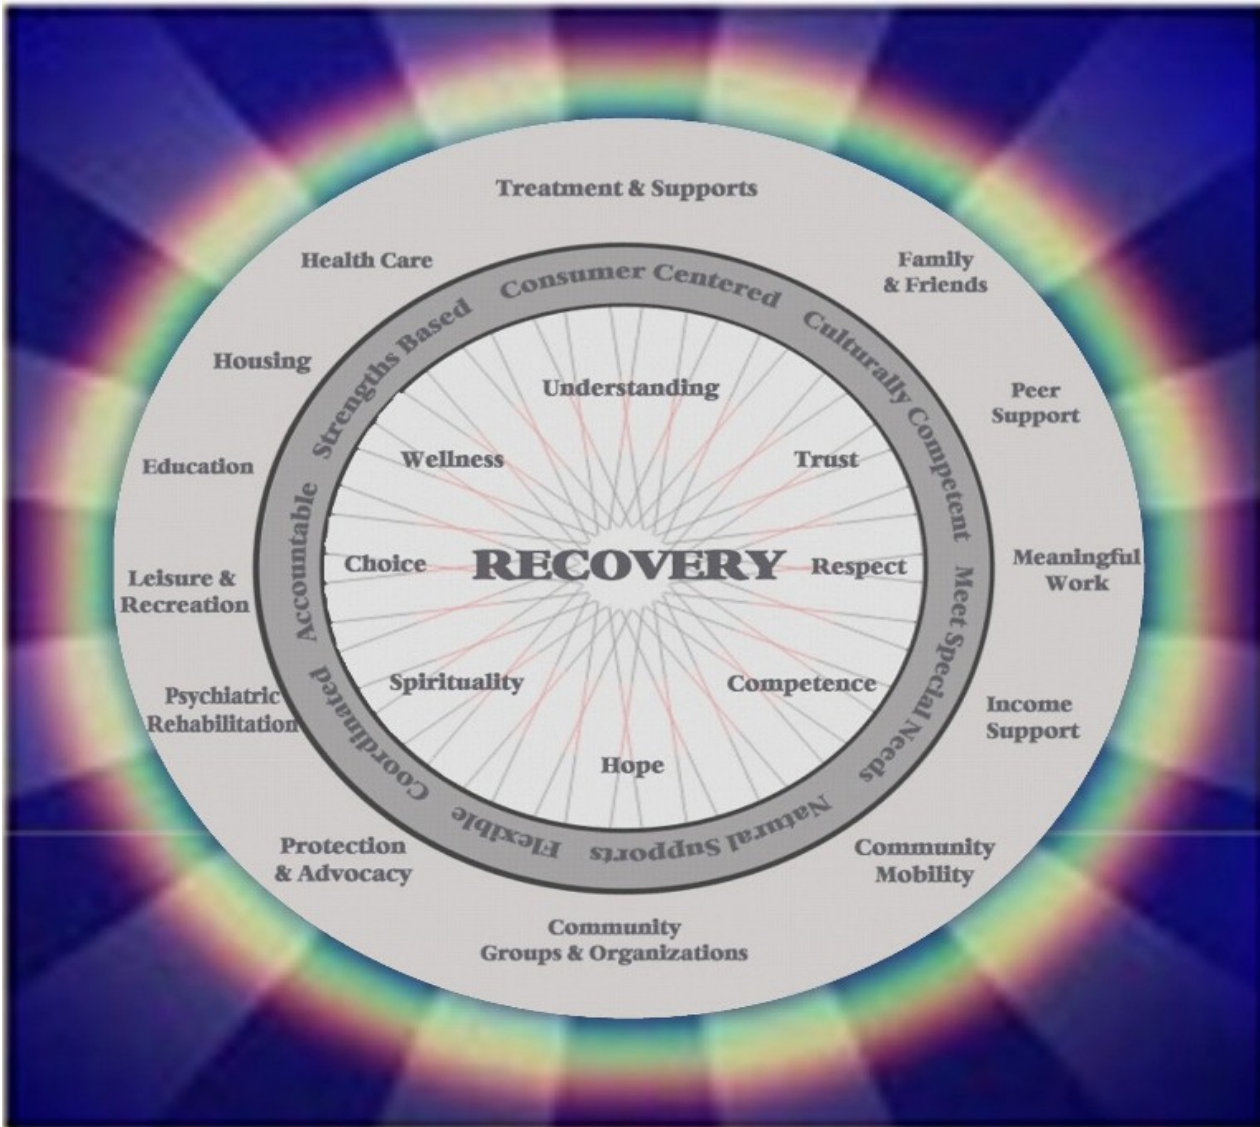 Treatment & Supports
Health Care
Family
& Friends
Housing
Peer
Support
Education
Meaningful
Work
Leisure &
Recreation
Psychiatric
Rehabilitation
Income
Support
Protection
& Advocacy
Community
Mobility
Community
Groups & Organizations
Consumer Centered
Culturally Competent
Meet Special Needs
Natural Supports
Flexible
Coordinated
Accountable
Strengths Based
Understanding
Wellness
Trust
Choice
RECOVERY
Respect
Spirituality
Competence
Hope